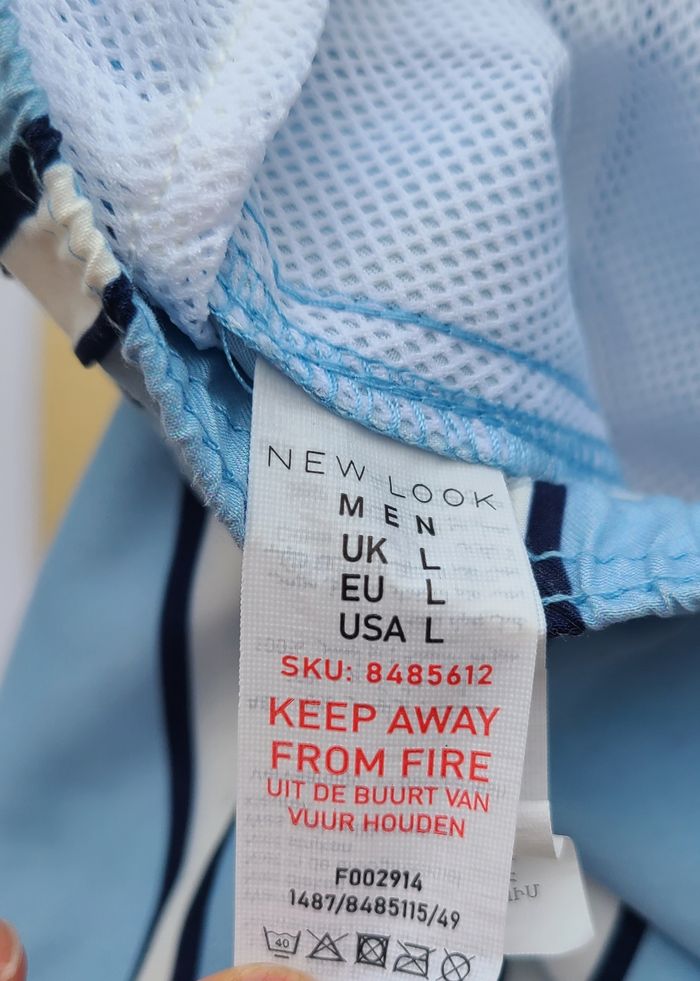 NEW LOOK
MEN
UK L
EU L
USA L
SKU: 8485612
KEEP AWAY
FROM FIRE
UIT DE BUURT VAN
VUUR HOUDEN
F002914
1487/8485115/49
40